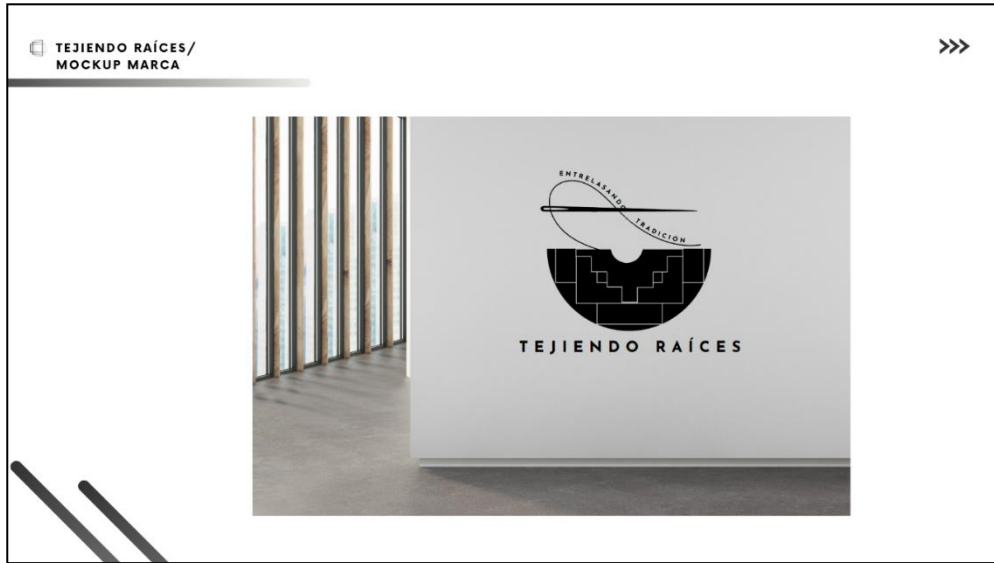 TEJIENDO RAÍCES/
MOCKUP MARCA
ENTRELASANDO TRADICIÓN
TEJIENDO RAÍCES